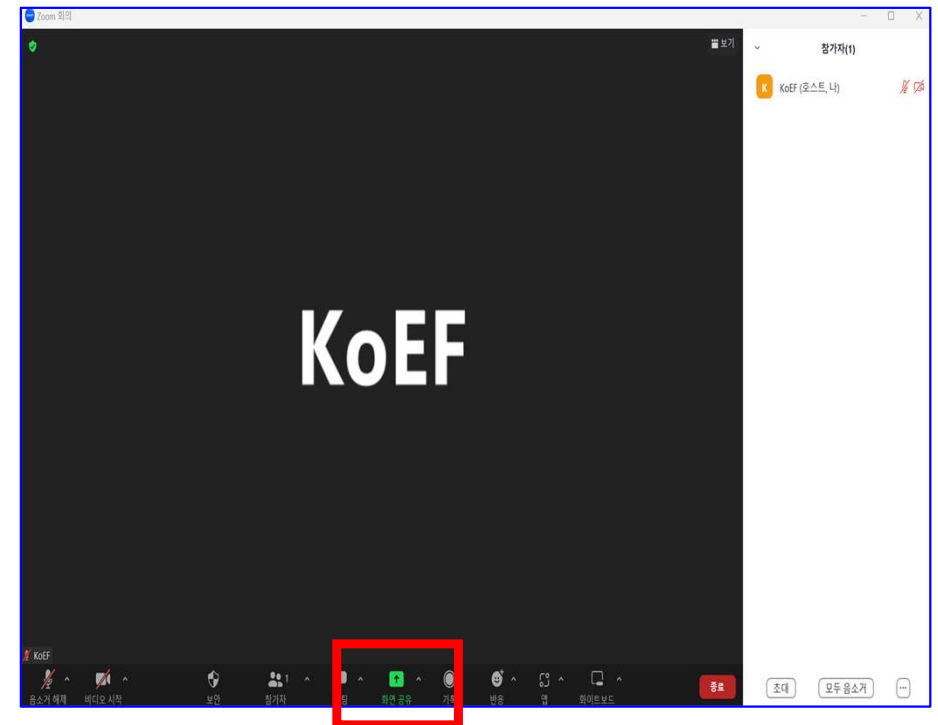 Zoom 회의
보기
참가자(1)
K
KoEF (호스트, 나)
KoEF
KoEF
1
음소거 해제 비디오 시작 보안 참가자 화면 공유 반응 앱 화이트보드
종료
초대 모두 음소거